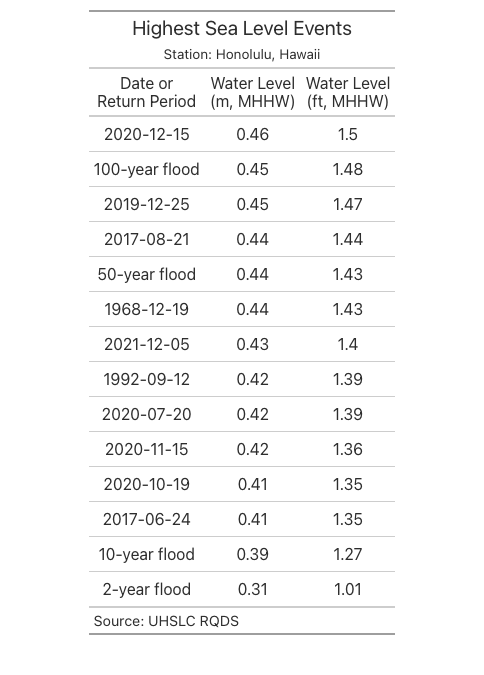 Highest Sea Level Events
Station: Honolulu, Hawaii
Date or Return Period Water Level (m, MHHW) Water Level (ft, MHHW)
2020-12-15 0.46 1.5
100-year flood 0.45 1.48
2019-12-25 0.45 1.47
2017-08-21 0.44 1.44
50-year flood 0.44 1.43
1968-12-19 0.44 1.43
2021-12-05 0.43 1.4
1992-09-12 0.42 1.39
2020-07-20 0.42 1.39
2020-11-15 0.42 1.36
2020-10-19 0.41 1.35
2017-06-24 0.41 1.35
10-year flood 0.39 1.27
2-year flood 0.31 1.01
Source: UHSLC RQDS